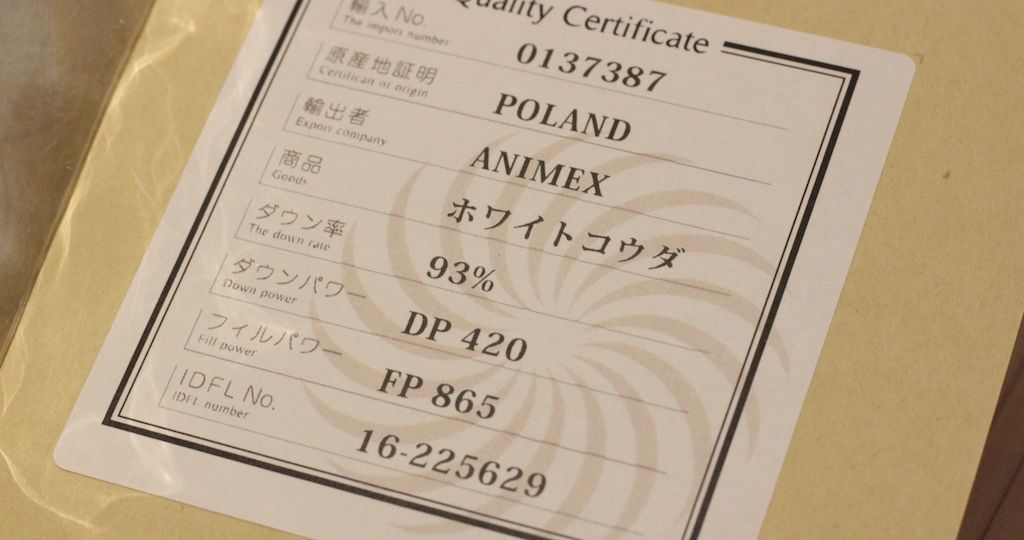 Quality Certificate
輸入No.
The import number
0137387
原産地証明
Certificait of origin
POLAND
輸出者
Export company
ANIMEX
商品
Goods
ホワイトコウダ
ダウン率
The down rate
93%
ダウンパワー
Down power
DP 420
フィルパワー
Fill power
FP 865
IDFL No.
IDFL number
16-225629